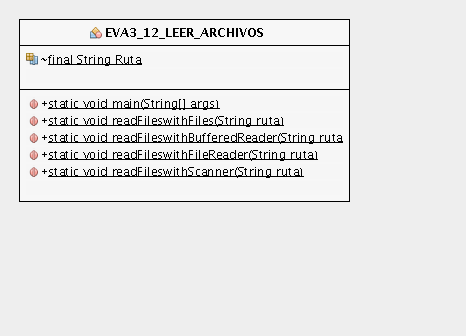 EVA3_12_LEER_ARCHIVOS
~final String Ruta
+static void main(String[] args)
+static void readFileswithFiles(String ruta)
+static void readFileswithBufferedReader(String ruta
+static void readFileswithFileReader(String ruta)
+static void readFileswithScanner(String ruta)